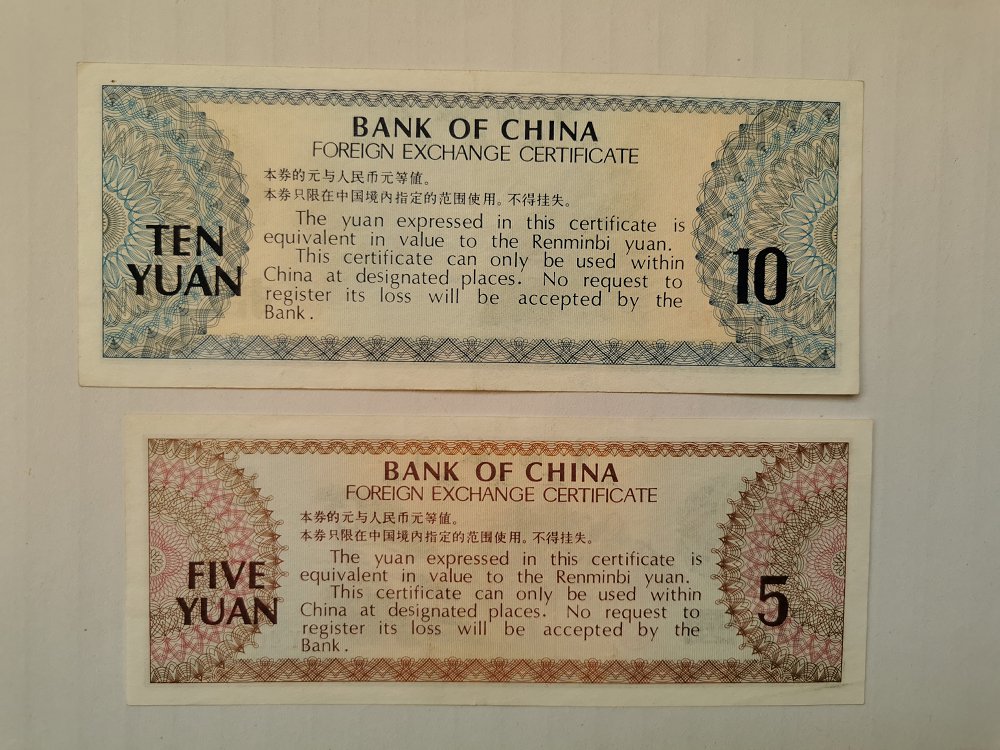 BANK OF CHINA
FOREIGN EXCHANGE CERTIFICATE
本券的元与人民币元等值。
本券只限在中国境内指定的范围使用。不得挂失。
The yuan expressed in this certificate is
equivalent in value to the Renminbi yuan.
This certificate can only be used within
China at designated places. No request to
register its loss will be accepted by the
Bank.
TEN
YUAN
10
BANK OF CHINA
FOREIGN EXCHANGE CERTIFICATE
本券的元与人民币元等值。
本券只限在中国境内指定的范围使用。不得挂失。
The yuan expressed in this certificate is
equivalent in value to the Renminbi yuan.
This certificate can only be used within
China at designated places. No request to
register its loss will be accepted by the
Bank.
FIVE
YUAN
5